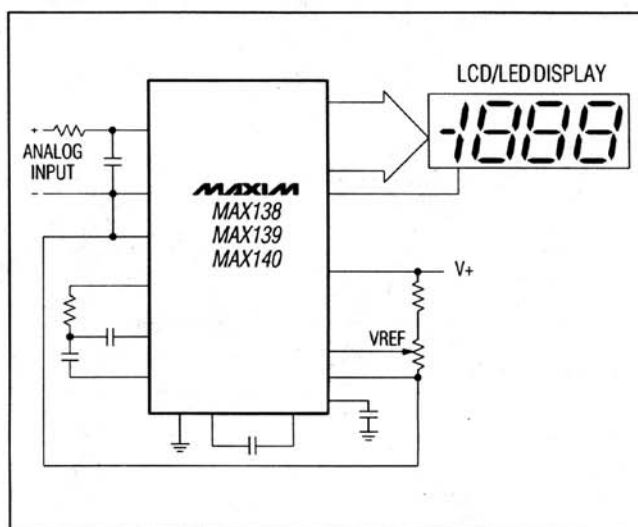 LCD/LED DISPLAY
-1888
+
ANALOG
INPUT
-
MAXIM
MAX138
MAX139
MAX140
V+
VREF